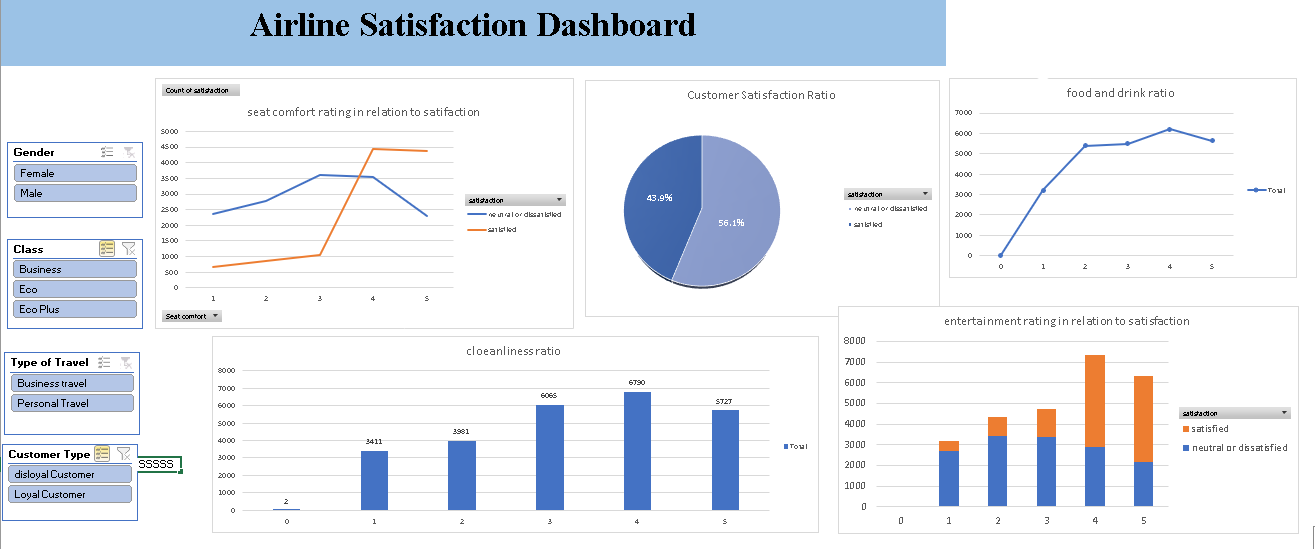 Airline Satisfaction Dashboard
Gender
Female
Male
Class
Business
Eco
Eco Plus
Type of Travel
Business travel
Personal Travel
Customer Type
disloyal Customer
Loyal Customer
SSSSS
Count of satisfaction
seat comfort rating in relation to satifaction
5000
4500
4000
3500
3000
2500
2000
1500
1000
500
0
1 2 3 4 5
satisfaction
neutral or dissatisfied
satisfied
Seat comfort
Customer Satisfaction Ratio
43.9%
56.1%
satisfaction
neutral or dissatisfied
satisfied
food and drink ratio
7000
6000
5000
4000
3000
2000
1000
0
0 1 2 3 4 5
Total
cloeanliness ratio
8000
7000
6000
5000
4000
3000
2000
1000
0
2 3411 3981 6065 6790 5727
0 1 2 3 4 5
Total
entertainment rating in relation to satisfaction
8000
7000
6000
5000
4000
3000
2000
1000
0
0 1 2 3 4 5
satisfaction
satisfied
neutral or dissatisfied